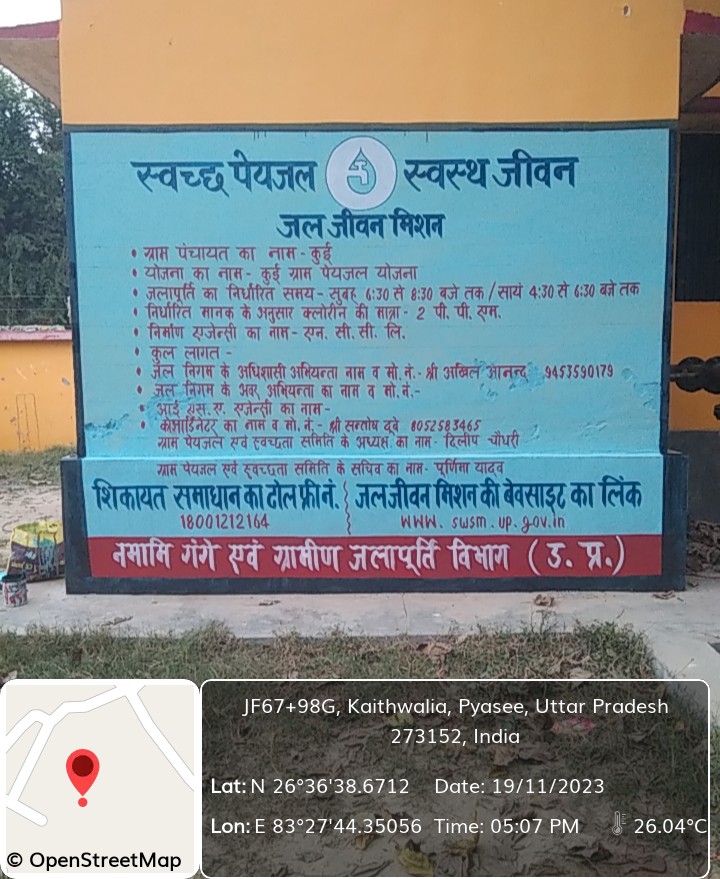 स्वच्छ पेयजल स्वस्थ जीवन
जल जीवन मिशन
• ग्राम पंचायत का नाम - कुई
• योजना का नाम - कुई ग्राम पेयजल योजना
• जलापूर्ति का निर्धारित समय - सुबह 6:30 से 8:30 बजे तक / सायं 4:30 से 6:30 बजे तक
• निर्धारित मानक के अनुसार क्लोरीन की मात्रा - 2 पी. पी. एम.
• निर्माण एजेन्सी का नाम - एन. सी. सी. लि.
• कुल लागत -
• जल निगम के अधिशासी अभियन्ता नाम व मो. नं. - श्री अखिल आनन्द 9453590179
• जल निगम के अवर अभियन्ता का नाम व मो. नं. -
• आई. एस. ए. एजेन्सी का नाम -
• कोआर्डिनेटर का नाम व मो. नं. - श्री सन्तोष दूबे 8052583465
ग्राम पेयजल एवं स्वच्छता समिति के अध्यक्ष का नाम - दिलीप चौधरी
ग्राम पेयजल एवं स्वच्छता समिति के सचिव का नाम - पूर्णिमा यादव
शिकायत समाधान का टोल फ्री नं. जल जीवन मिशन की बेवसाइट का लिंक
18001212164 www. swsm. up. gov. in
नमामि गंगे एवं ग्रामीण जलापूर्ति विभाग (उ. प्र.)
JF67+98G, Kaithwalia, Pyasee, Uttar Pradesh
273152, India
Lat: N 26°36'38.6712 Date: 19/11/2023
Lon: E 83°27'44.35056 Time: 05:07 PM 26.04°C
© OpenStreetMap